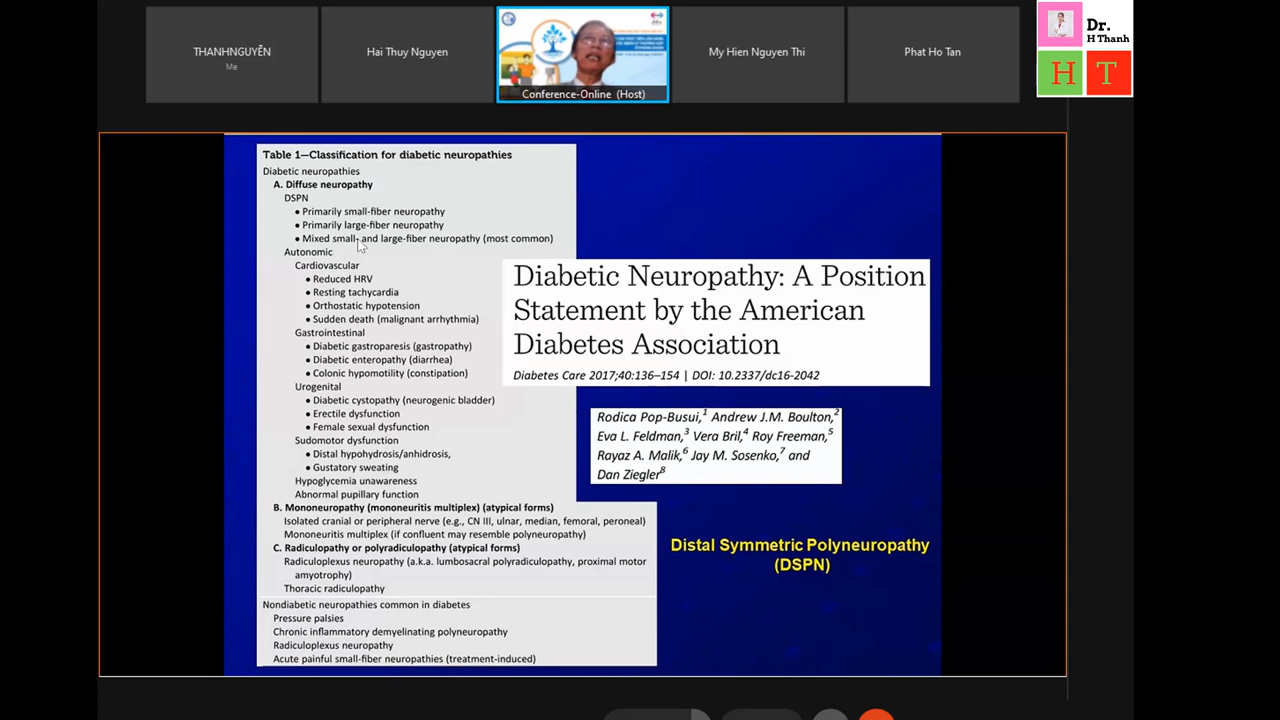 THANHNGUYỄN
Me
Hai Thuy Nguyen
Conference-Online (Host)
My Hien Nguyen Thi
Phat Ho Tan
Dr.
H Thanh
H T
Table 1—Classification for diabetic neuropathies
Diabetic neuropathies
A. Diffuse neuropathy
DSPN
• Primarily small-fiber neuropathy
• Primarily large-fiber neuropathy
• Mixed small- and large-fiber neuropathy (most common)
Autonomic
Cardiovascular
• Reduced HRV
• Resting tachycardia
• Orthostatic hypotension
• Sudden death (malignant arrhythmia)
Gastrointestinal
• Diabetic gastroparesis (gastropathy)
• Diabetic enteropathy (diarrhea)
• Colonic hypomotility (constipation)
Urogenital
• Diabetic cystopathy (neurogenic bladder)
• Erectile dysfunction
• Female sexual dysfunction
Sudomotor dysfunction
• Distal hypohydrosis/anhidrosis,
• Gustatory sweating
Hypoglycemia unawareness
Abnormal pupillary function
B. Mononeuropathy (mononeuritis multiplex) (atypical forms)
Isolated cranial or peripheral nerve (e.g., CN III, ulnar, median, femoral, peroneal)
Mononeuritis multiplex (if confluent may resemble polyneuropathy)
C. Radiculopathy or polyradiculopathy (atypical forms)
Radiculoplexus neuropathy (a.k.a. lumbosacral polyradiculopathy, proximal motor
amyotrophy)
Thoracic radiculopathy
Nondiabetic neuropathies common in diabetes
Pressure palsies
Chronic inflammatory demyelinating polyneuropathy
Radiculoplexus neuropathy
Acute painful small-fiber neuropathies (treatment-induced)
Diabetic Neuropathy: A Position
Statement by the American
Diabetes Association
Diabetes Care 2017;40:136–154 | DOI: 10.2337/dc16-2042
Rodica Pop-Busui,1 Andrew J.M. Boulton,2
Eva L. Feldman,3 Vera Bril,4 Roy Freeman,5
Rayaz A. Malik,6 Jay M. Sosenko,7 and
Dan Ziegler8
Distal Symmetric Polyneuropathy
(DSPN)